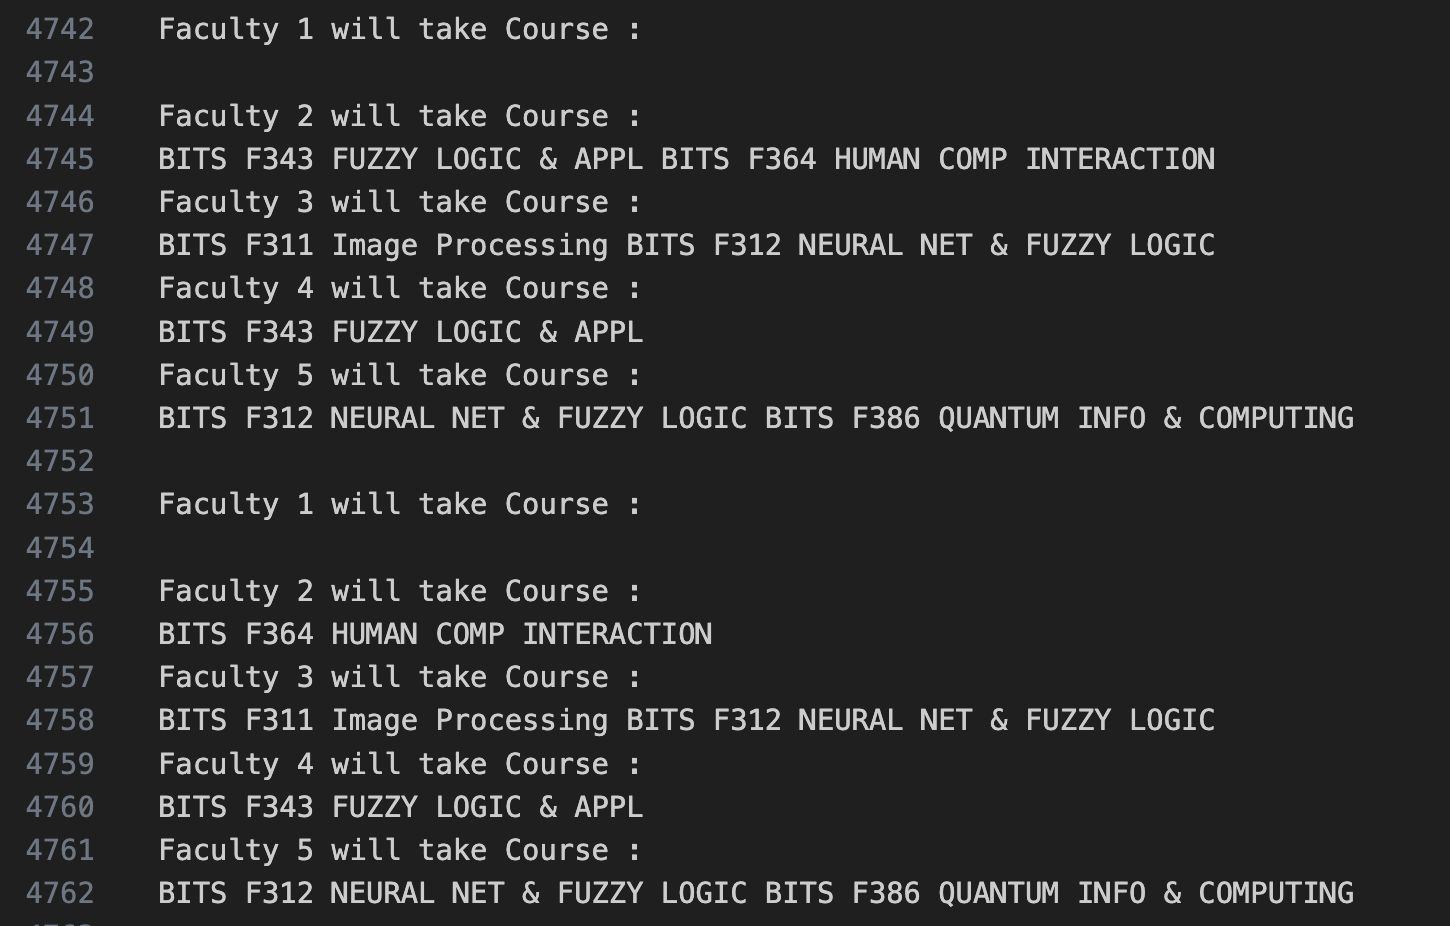 4742 Faculty 1 will take Course :
4743
4744 Faculty 2 will take Course :
4745 BITS F343 FUZZY LOGIC & APPL BITS F364 HUMAN COMP INTERACTION
4746 Faculty 3 will take Course :
4747 BITS F311 Image Processing BITS F312 NEURAL NET & FUZZY LOGIC
4748 Faculty 4 will take Course :
4749 BITS F343 FUZZY LOGIC & APPL
4750 Faculty 5 will take Course :
4751 BITS F312 NEURAL NET & FUZZY LOGIC BITS F386 QUANTUM INFO & COMPUTING
4752
4753 Faculty 1 will take Course :
4754
4755 Faculty 2 will take Course :
4756 BITS F364 HUMAN COMP INTERACTION
4757 Faculty 3 will take Course :
4758 BITS F311 Image Processing BITS F312 NEURAL NET & FUZZY LOGIC
4759 Faculty 4 will take Course :
4760 BITS F343 FUZZY LOGIC & APPL
4761 Faculty 5 will take Course :
4762 BITS F312 NEURAL NET & FUZZY LOGIC BITS F386 QUANTUM INFO & COMPUTING